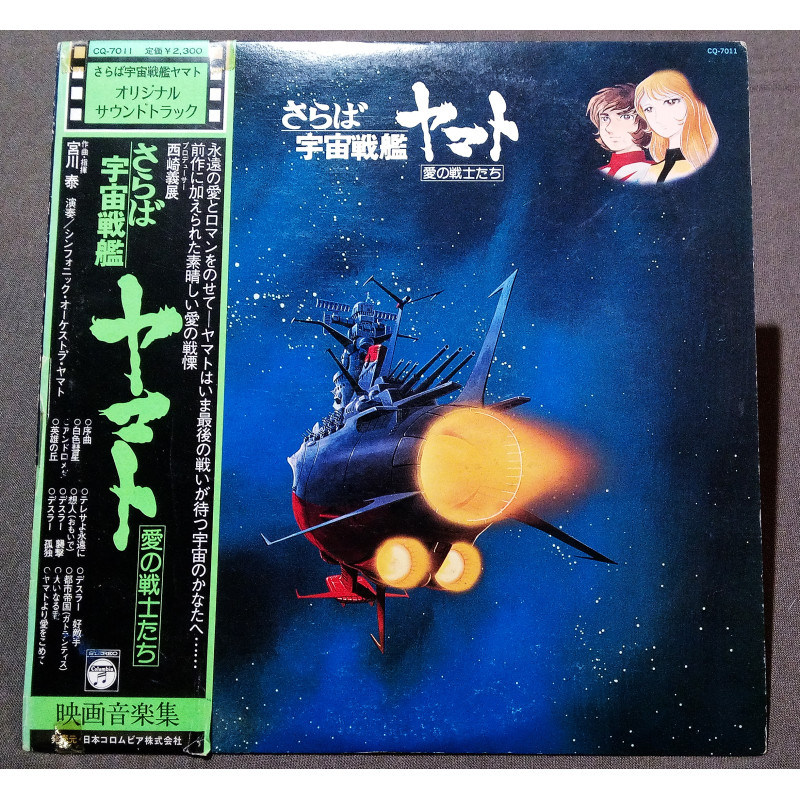 CQ-7011 定価¥2,300
さらば宇宙戦艦ヤマト
オリジナル
サウンドトラック
永遠の愛とロマンをのせて—ヤマトはいま最後の戦いが待つ宇宙のかなたへ……
前作に加えられた素晴しい愛の戦慄
プロデューサー
西崎義展
作曲・指揮
宮川 泰 演奏/シンフォニック・オーケストラ・ヤマト
さらば
宇宙戦艦
ヤマト
愛の戦士たち
○序曲
○白色彗星
アンドロメダ
○英雄の丘
○テレサよ永遠に
○想人(おもいで)
○デスラー 襲撃
○デスラー 孤独
○デスラー 好敵手
○都市帝国(ガトランティス)
大いなる
ヤマトより愛をこめて
STEREO
Columbia
映画音楽集
発売元・日本コロムビア株式会社
CQ-7011
さらば
宇宙戦艦
ヤマト
愛の戦士たち